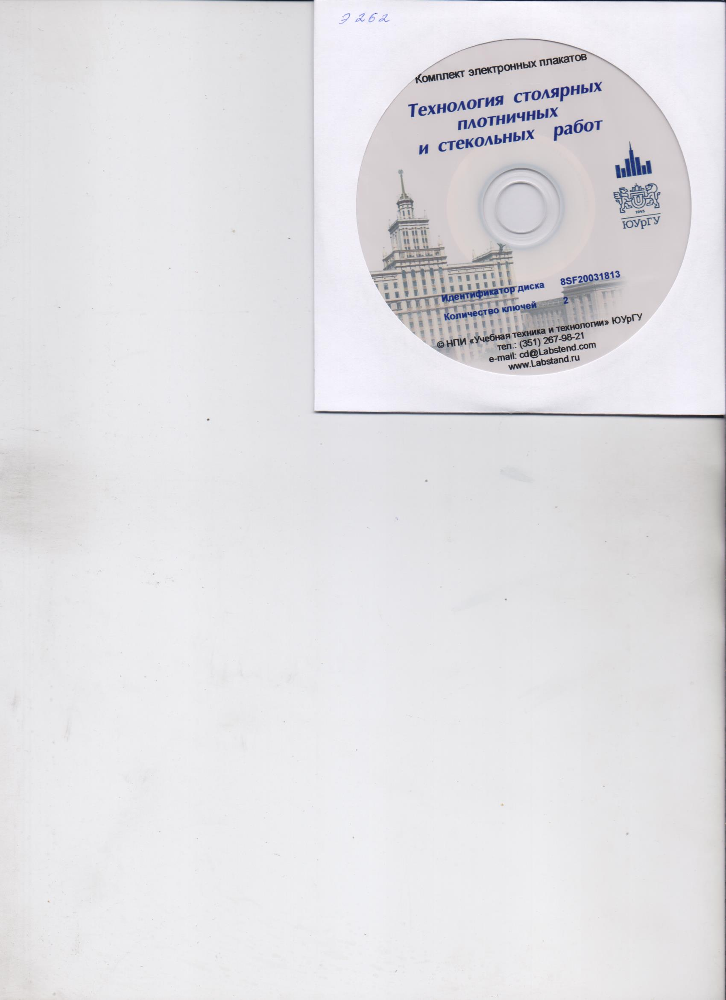 Э 262
Комплект электронных плакатов
Технология столярных
плотничных
и стекольных работ
1943
ЮУрГУ
Идентификатор диска 8SF20031813
Количество ключей 2
© НПИ «Учебная техника и технологии» ЮУрГУ
тел.: (351) 267-98-21
e-mail: cd@Labstend.com
www.Labstand.ru